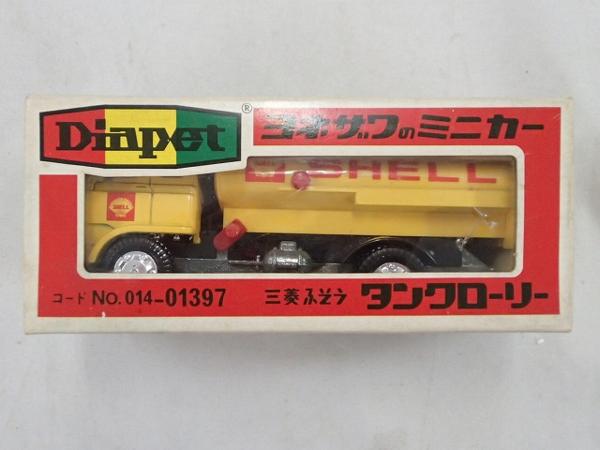 Diapet®
ヨネザワのミニカー
SHELL
SHELL
コード NO. 014-01397
三菱ふそう タンクローリー